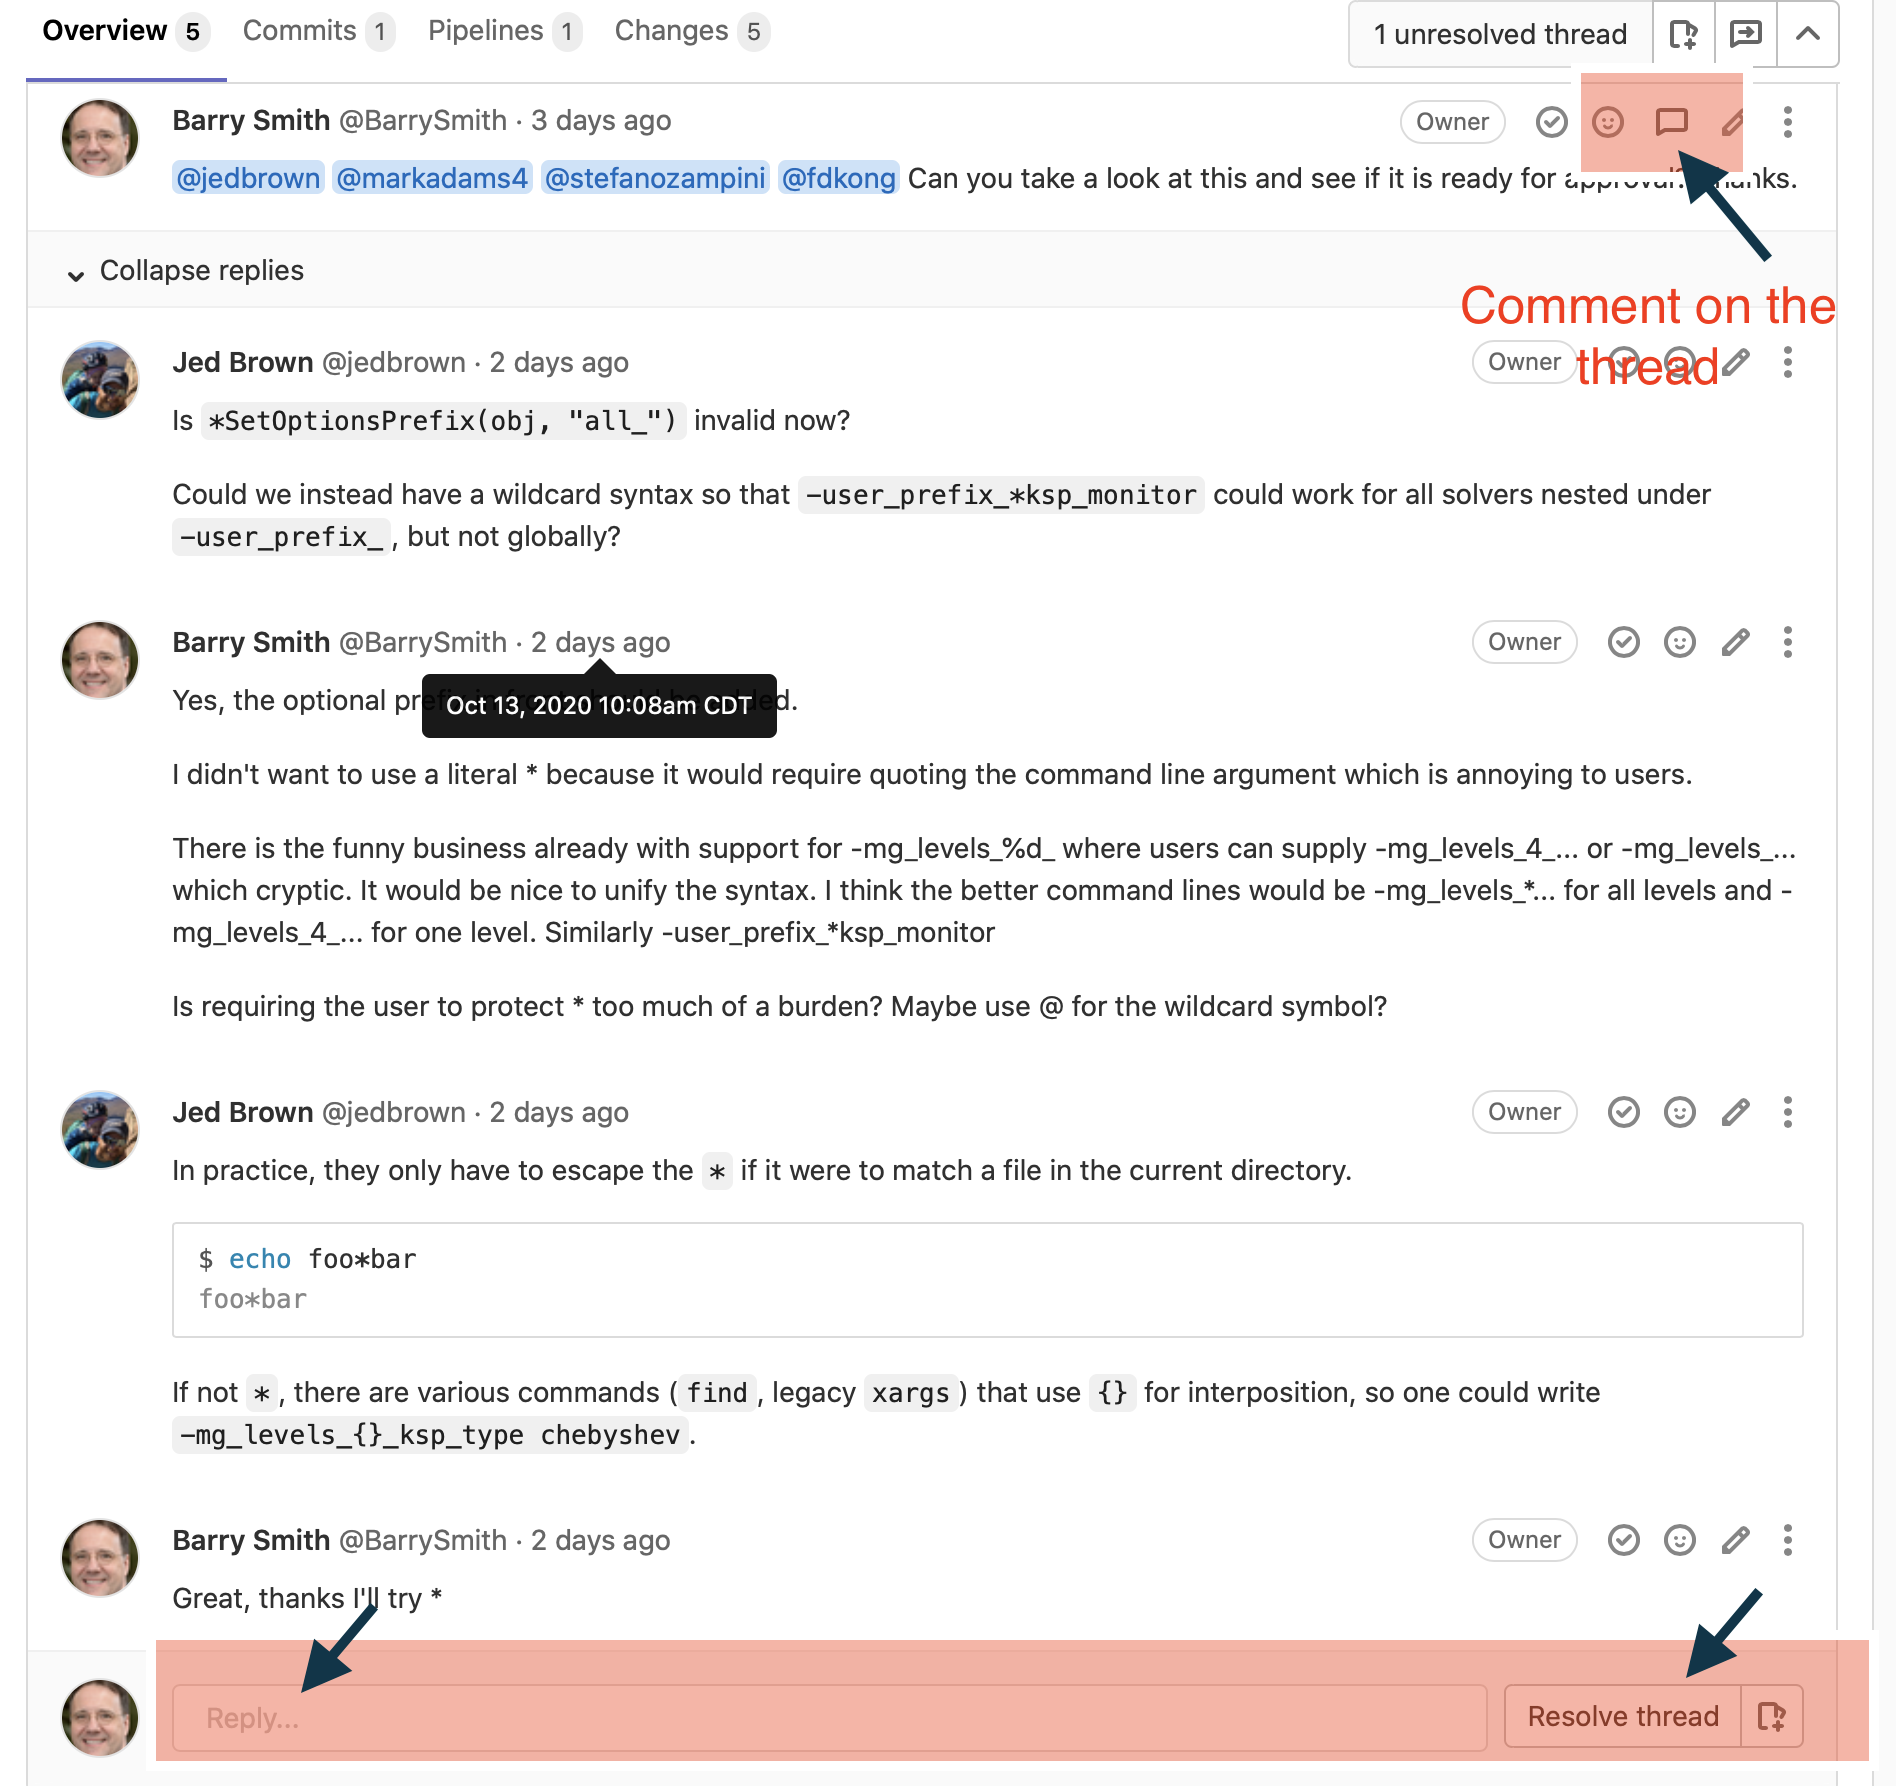 Overview 5 Commits 1 Pipelines 1 Changes 5 1 unresolved thread
Barry Smith @BarrySmith · 3 days ago Owner
@jedbrown @markadams4 @stefanozampini @fdkong Can you take a look at this and see if it is ready for approval? Thanks.
Collapse replies
Comment on the
thread
Jed Brown @jedbrown · 2 days ago Owner
Is *SetOptionsPrefix(obj, "all_") invalid now?
Could we instead have a wildcard syntax so that -user_prefix_*ksp_monitor could work for all solvers nested under
-user_prefix_, but not globally?
Barry Smith @BarrySmith · 2 days ago Owner
Yes, the optional prefix in front should be added.
Oct 13, 2020 10:08am CDT
I didn't want to use a literal * because it would require quoting the command line argument which is annoying to users.
There is the funny business already with support for -mg_levels_%d_ where users can supply -mg_levels_4_... or -mg_levels_...
which cryptic. It would be nice to unify the syntax. I think the better command lines would be -mg_levels_*... for all levels and -
mg_levels_4_... for one level. Similarly -user_prefix_*ksp_monitor
Is requiring the user to protect * too much of a burden? Maybe use @ for the wildcard symbol?
Jed Brown @jedbrown · 2 days ago Owner
In practice, they only have to escape the * if it were to match a file in the current directory.
$ echo foo*bar
foo*bar
If not *, there are various commands (find, legacy xargs) that use {} for interposition, so one could write
-mg_levels_{}_ksp_type chebyshev.
Barry Smith @BarrySmith · 2 days ago Owner
Great, thanks I'll try *
Reply... Resolve thread